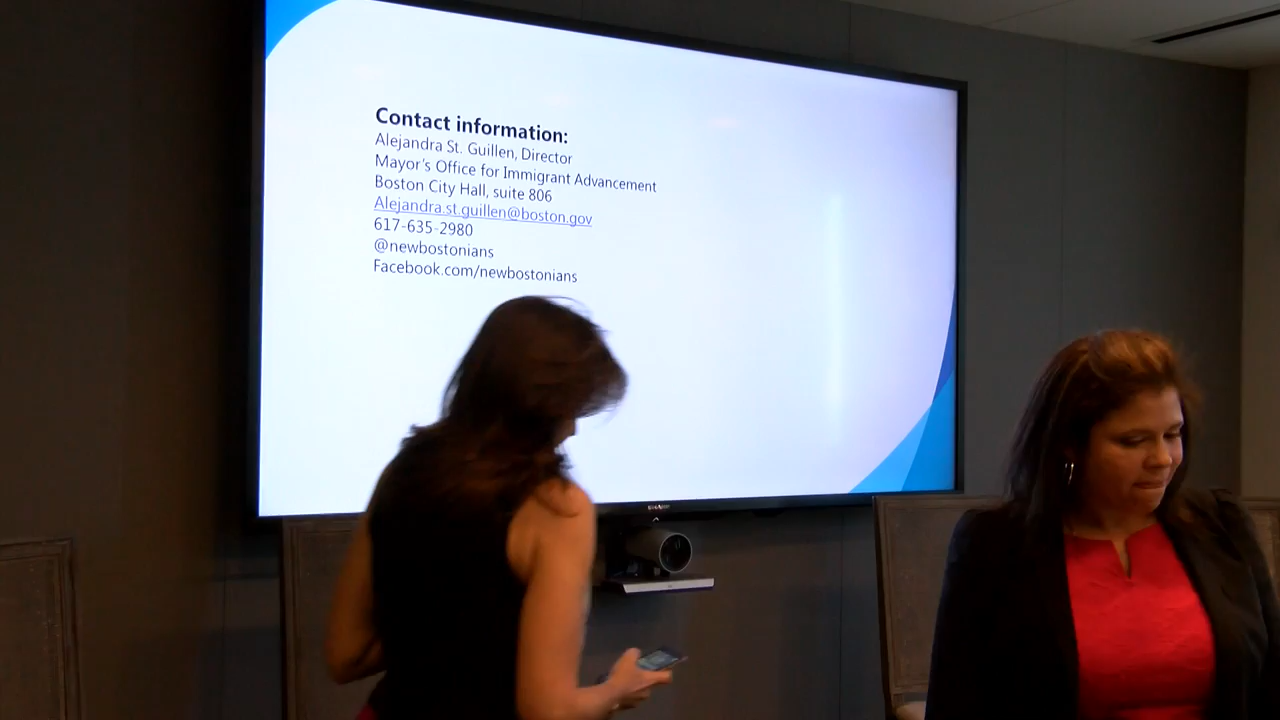 Contact information:
Alejandra St. Guillen, Director
Mayor's Office for Immigrant Advancement
Boston City Hall, suite 806
Alejandra.st.guillen@boston.gov
617-635-2980
@newbostonians
Facebook.com/newbostonians